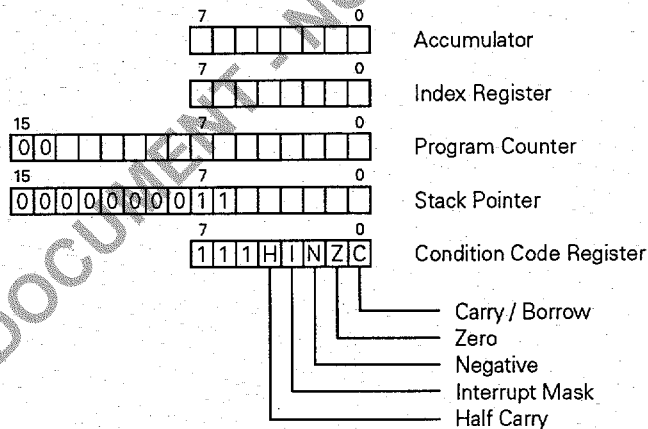 7 0
Accumulator
7 0
Index Register
15 7 0
0 0
Program Counter
15 7 0
0 0 0 0 0 0 0 0 1 1
Stack Pointer
7 0
1 1 1 H I N Z C
Condition Code Register
Carry / Borrow
Zero
Negative
Interrupt Mask
Half Carry
DOCUMENT - NO